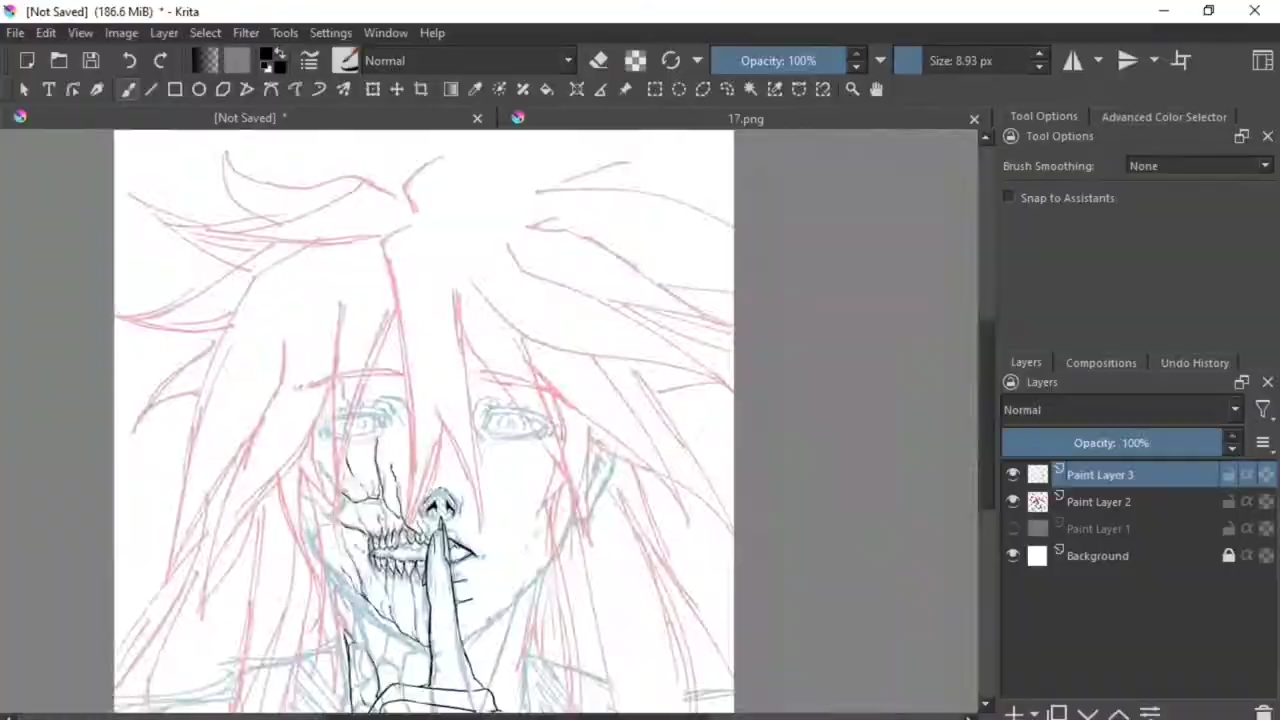 [Not Saved] (186.6 MiB) * - Krita
File Edit View Image Layer Select Filter Tools Settings Window Help
Normal Opacity: 100% Size: 8.93 px
[Not Saved] * 17.png
Tool Options Advanced Color Selector
Tool Options
Brush Smoothing: None
Snap to Assistants
Layers Compositions Undo History
Layers
Normal
Opacity: 100%
Paint Layer 3
Paint Layer 2
Paint Layer 1
Background